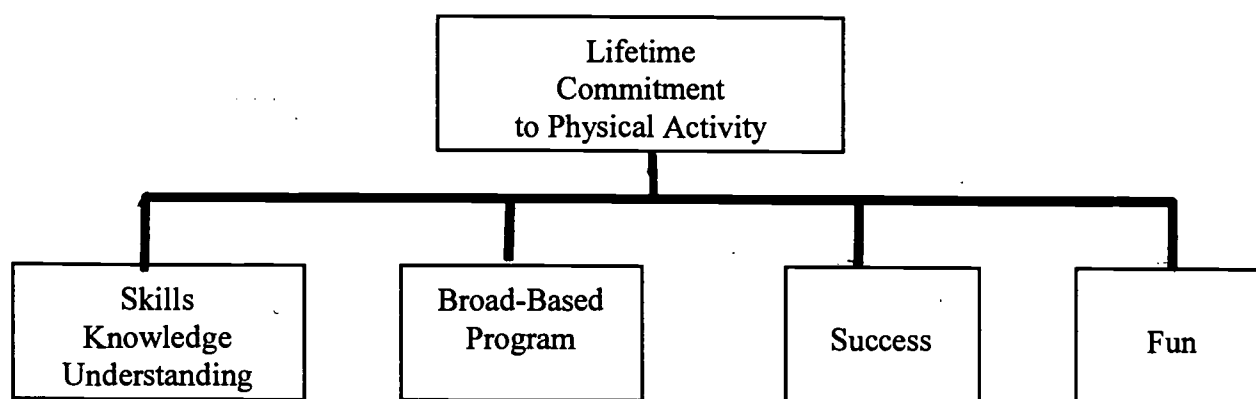 Lifetime
Commitment
to Physical Activity
Skills
Knowledge
Understanding
Broad-Based
Program
Success
Fun